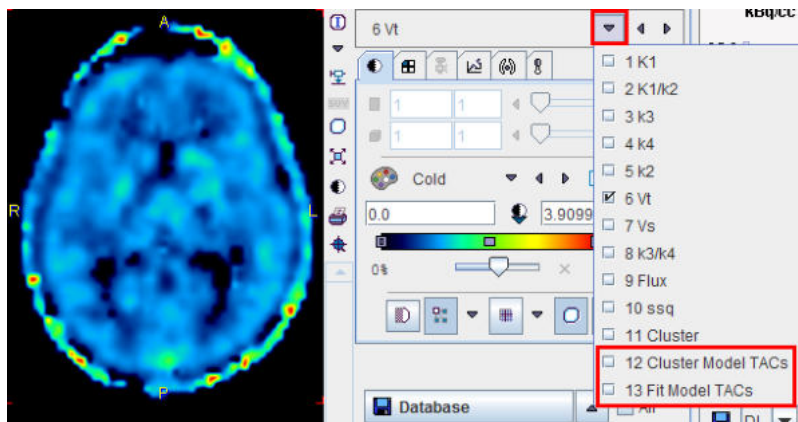 A
R
L
P
6 Vt
kBq/cc
1 K1
2 K1/k2
3 k3
4 k4
5 k2
6 Vt
7 Vs
8 k3/k4
9 Flux
10 ssq
11 Cluster
12 Cluster Model TACs
13 Fit Model TACs
1 1
1 1
Cold
0.0 3.9099
0%
Database
All